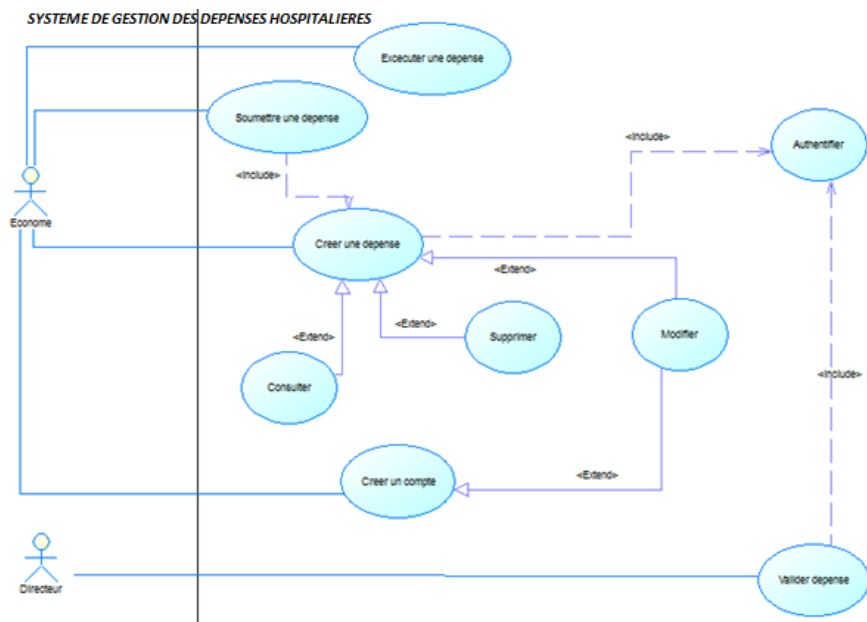 SYSTEME DE GESTION DES DEPENSES HOSPITALIERES
Excecuter une depense
Soumettre une depense
<Include>
Authentifier
<Include>
Econome
Creer une depense
<Extend>
<Extend>
<Extend>
Supprimer
Modifier
Consulter
<Include>
Creer un compte
<Extend>
Directeur
Valider depense